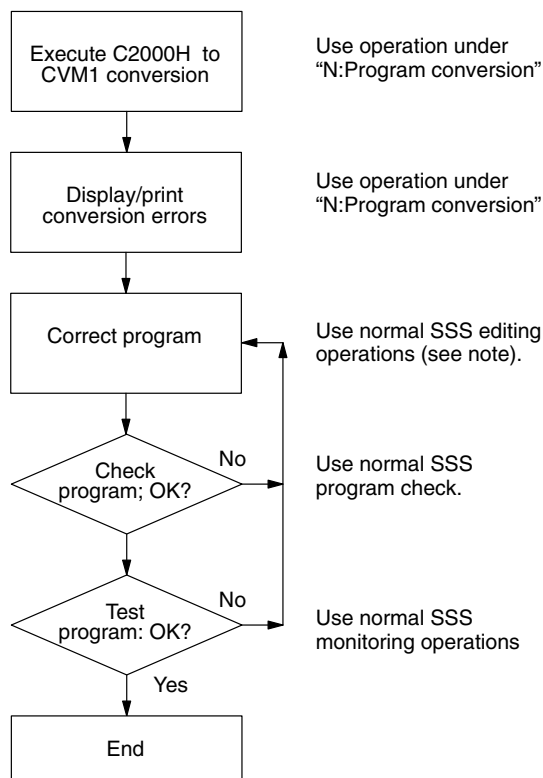 Execute C2000H to
CVM1 conversion
Use operation under
“N:Program conversion”
Display/print
conversion errors
Use operation under
“N:Program conversion”
Correct program
Use normal SSS editing
operations (see note).
Check
program; OK?
No
Use normal SSS
program check.
Test
program: OK?
No
Use normal SSS
monitoring operations
Yes
End